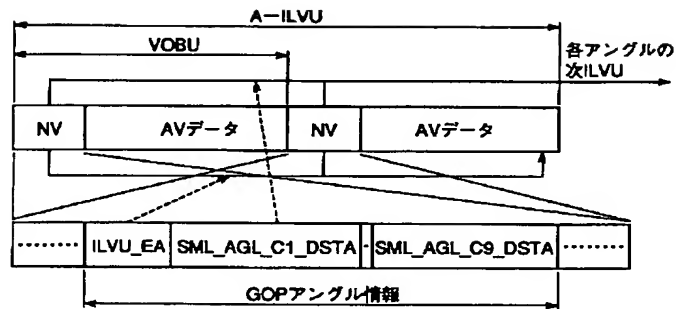 A−ILVU
VOBU
各アングルの
次ILVU
NV
AVデータ
NV
AVデータ
ILVU_EA
SML_AGL_C1_DSTA
SML_AGL_C9_DSTA
GOPアングル情報